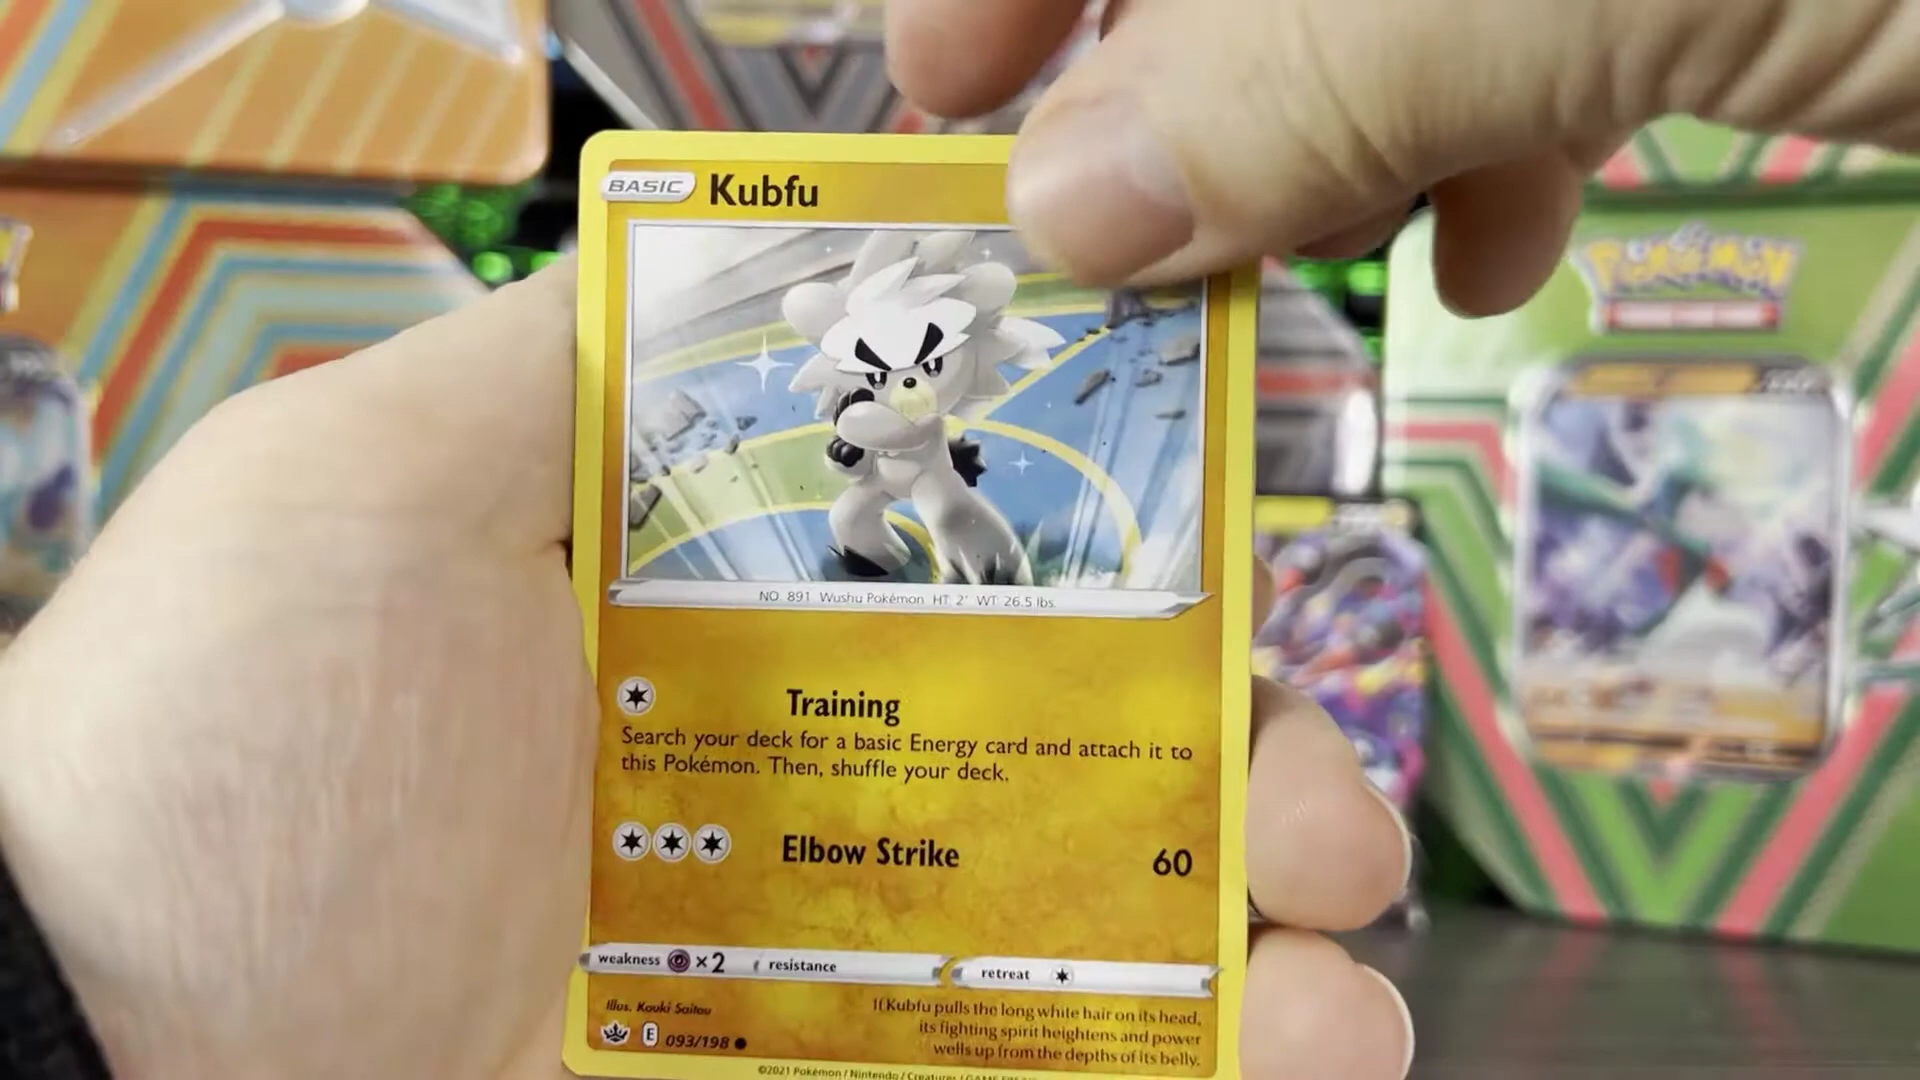 BASIC Kubfu
NO. 891 Wushu Pokémon HT: 2' WT: 26.5 lbs.
Training
Search your deck for a basic Energy card and attach it to
this Pokémon. Then, shuffle your deck.
Elbow Strike 60
weakness ×2 resistance retreat
Illus. Kouki Saitou
If Kubfu pulls the long white hair on its head,
its fighting spirit heightens and power
wells up from the depths of its belly.
E 093/198
©2021 Pokémon / Nintendo / Creatures /
POKéMON